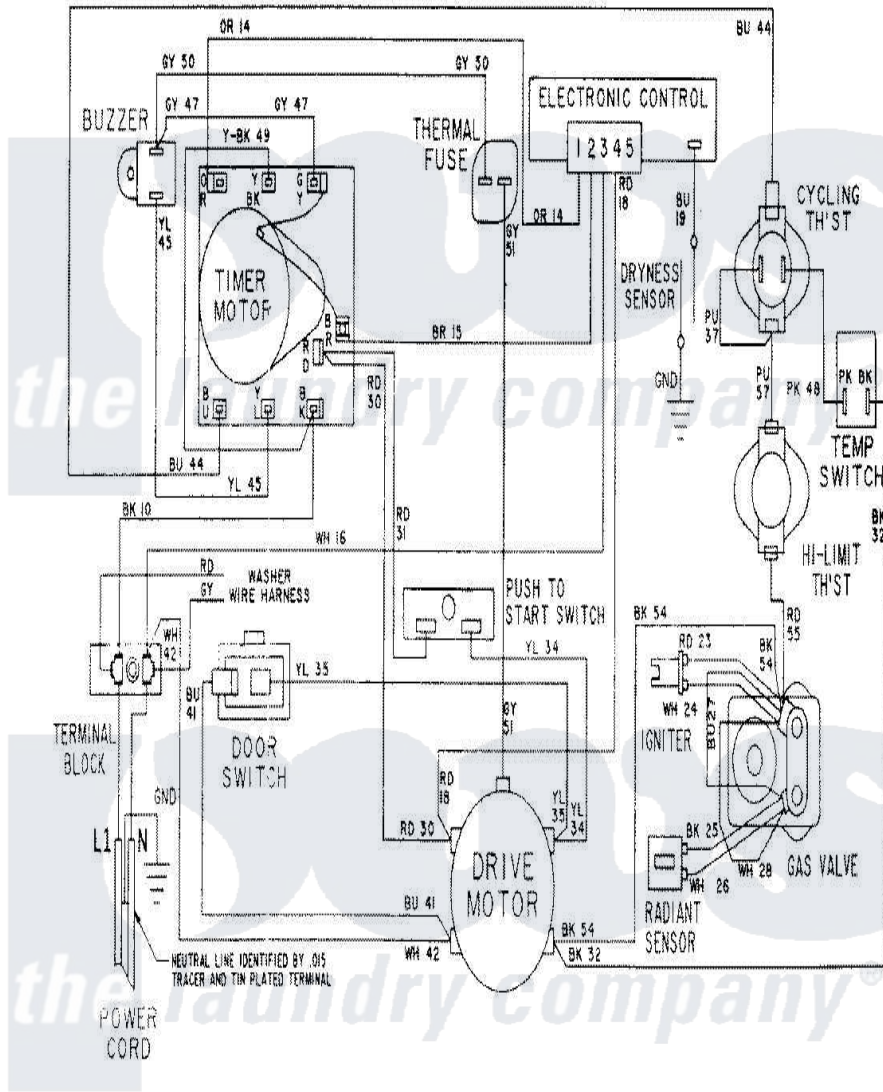 OR 14
BU 44
GY 50
GY 50
ELECTRONIC CONTROL
BUZZER
GY 47
GY 47
THERMAL
FUSE
Y-BK 49
1 2 3 4 5
O
R
Y
BK
G
Y
RD
18
BU
19
CYCLING
TH'ST
OR 14
YL
45
GY
51
DRYNESS
SENSOR
TIMER
MOTOR
B
R
BR 15
PU
37
R
D
RD
30
GND
PU
57
PK 48
PK BK
B
U
Y
L
B
K
TEMP
SWITCH
BU 44
YL 45
BK 10
RD
31
WH 16
BK
32
HI-LIMIT
TH'ST
RD
GY
WASHER
WIRE HARNESS
PUSH TO
START SWITCH
BK 54
RD
55
WH
42
YL 34
RD 23
BK
54
YL 35
BU
41
WH 24
BU27
IGNITER
TERMINAL
BLOCK
DOOR
SWITCH
GY
51
GND
RD
18
YL
35
YL
34
L1
N
RD 30
BK 25
DRIVE
MOTOR
WH 28
GAS VALVE
WH 26
BU 41
RADIANT
SENSOR
WH 42
BK 54
BK 32
NEUTRAL LINE IDENTIFIED BY .015
TRACER AND TIN PLATED TERMINAL
POWER
CORD
the laundry company®
the laundry company®